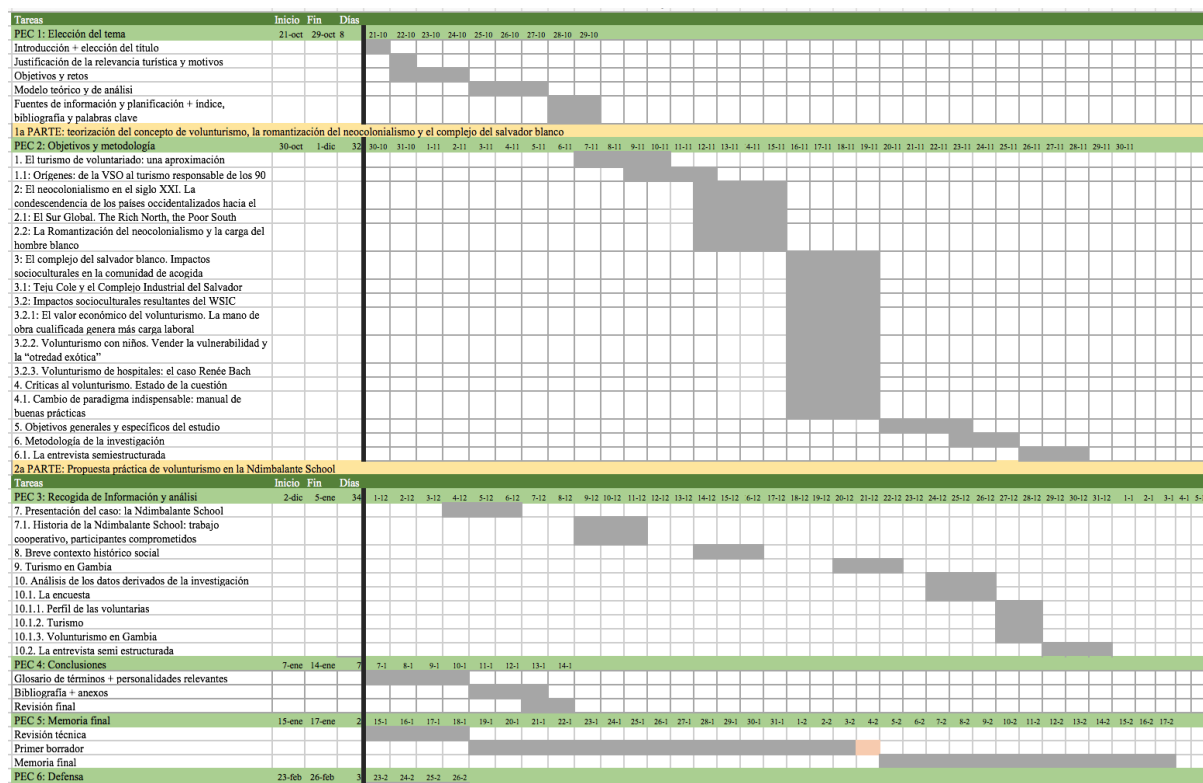 Tareas Inicio Fin Días
PEC 1: Elección del tema 21-oct 29-oct 8 21-10 22-10 23-10 24-10 25-10 26-10 27-10 28-10 29-10
Introducción + elección del título
Justificación de la relevancia turística y motivos
Objetivos y retos
Modelo teórico y de análisi
Fuentes de información y planificación + índice,
bibliografía y palabras clave
1a PARTE: teorización del concepto de volunturismo, la romantización del neocolonialismo y el complejo del salvador blanco
PEC 2: Objetivos y metodología 30-oct 1-dic 32 30-10 31-10 1-11 2-11 3-11 4-11 5-11 6-11 7-11 8-11 9-11 10-11 11-11 12-11 13-11 14-11 15-11 16-11 17-11 18-11 19-11 20-11 21-11 22-11 23-11 24-11 25-11 26-11 27-11 28-11 29-11 30-11
1. El turismo de voluntariado: una aproximación
1.1: Orígenes: de la VSO al turismo responsable de los 90
2: El neocolonialismo en el siglo XXI. La
condescendencia de los países occidentalizados hacia el
2.1: El Sur Global. The Rich North, the Poor South
2.2: La Romantización del neocolonialismo y la carga del
hombre blanco
3: El complejo del salvador blanco. Impactos
socioculturales en la comunidad de acogida
3.1: Teju Cole y el Complejo Industrial del Salvador
3.2: Impactos socioculturales resultantes del WSIC
3.2.1: El valor económico del volunturismo. La mano de
obra cualificada genera más carga laboral
3.2.2. Volunturismo con niños. Vender la vulnerabilidad y
la “otredad exótica”
3.2.3. Volunturismo de hospitales: el caso Renée Bach
4. Críticas al volunturismo. Estado de la cuestión
4.1. Cambio de paradigma indispensable: manual de
buenas prácticas
5. Objetivos generales y específicos del estudio
6. Metodología de la investigación
6.1. La entrevista semiestructurada
2a PARTE: Propuesta práctica de volunturismo en la Ndimbalante School
Tareas Inicio Fin Días
PEC 3: Recogida de Información y análisi 2-dic 5-ene 34 1-12 2-12 3-12 4-12 5-12 6-12 7-12 8-12 9-12 10-12 11-12 12-12 13-12 14-12 15-12 16-12 17-12 18-12 19-12 20-12 21-12 22-12 23-12 24-12 25-12 26-12 27-12 28-12 29-12 30-12 31-12 1-1 2-1 3-1 4-1
7. Presentación del caso: la Ndimbalante School
7.1. Historia de la Ndimbalante School: trabajo
cooperativo, participantes comprometidos
8. Breve contexto histórico social
9. Turismo en Gambia
10. Análisis de los datos derivados de la investigación
10.1. La encuesta
10.1.1. Perfil de las voluntarias
10.1.2. Turismo
10.1.3. Volunturismo en Gambia
10.2. La entrevista semi estructurada
PEC 4: Conclusiones 7-ene 14-ene 7 7-1 8-1 9-1 10-1 11-1 12-1 13-1 14-1
Glosario de términos + personalidades relevantes
Bibliografía + anexos
Revisión final
PEC 5: Memoria final 15-ene 17-ene 2 15-1 16-1 17-1 18-1 19-1 20-1 21-1 22-1 23-1 24-1 25-1 26-1 27-1 28-1 29-1 30-1 31-1 1-2 2-2 3-2 4-2 5-2 6-2 7-2 8-2 9-2 10-2 11-2 12-2 13-2 14-2 15-2 16-2 17-2
Revisión técnica
Primer borrador
Memoria final
PEC 6: Defensa 23-feb 26-feb 3 23-2 24-2 25-2 26-2